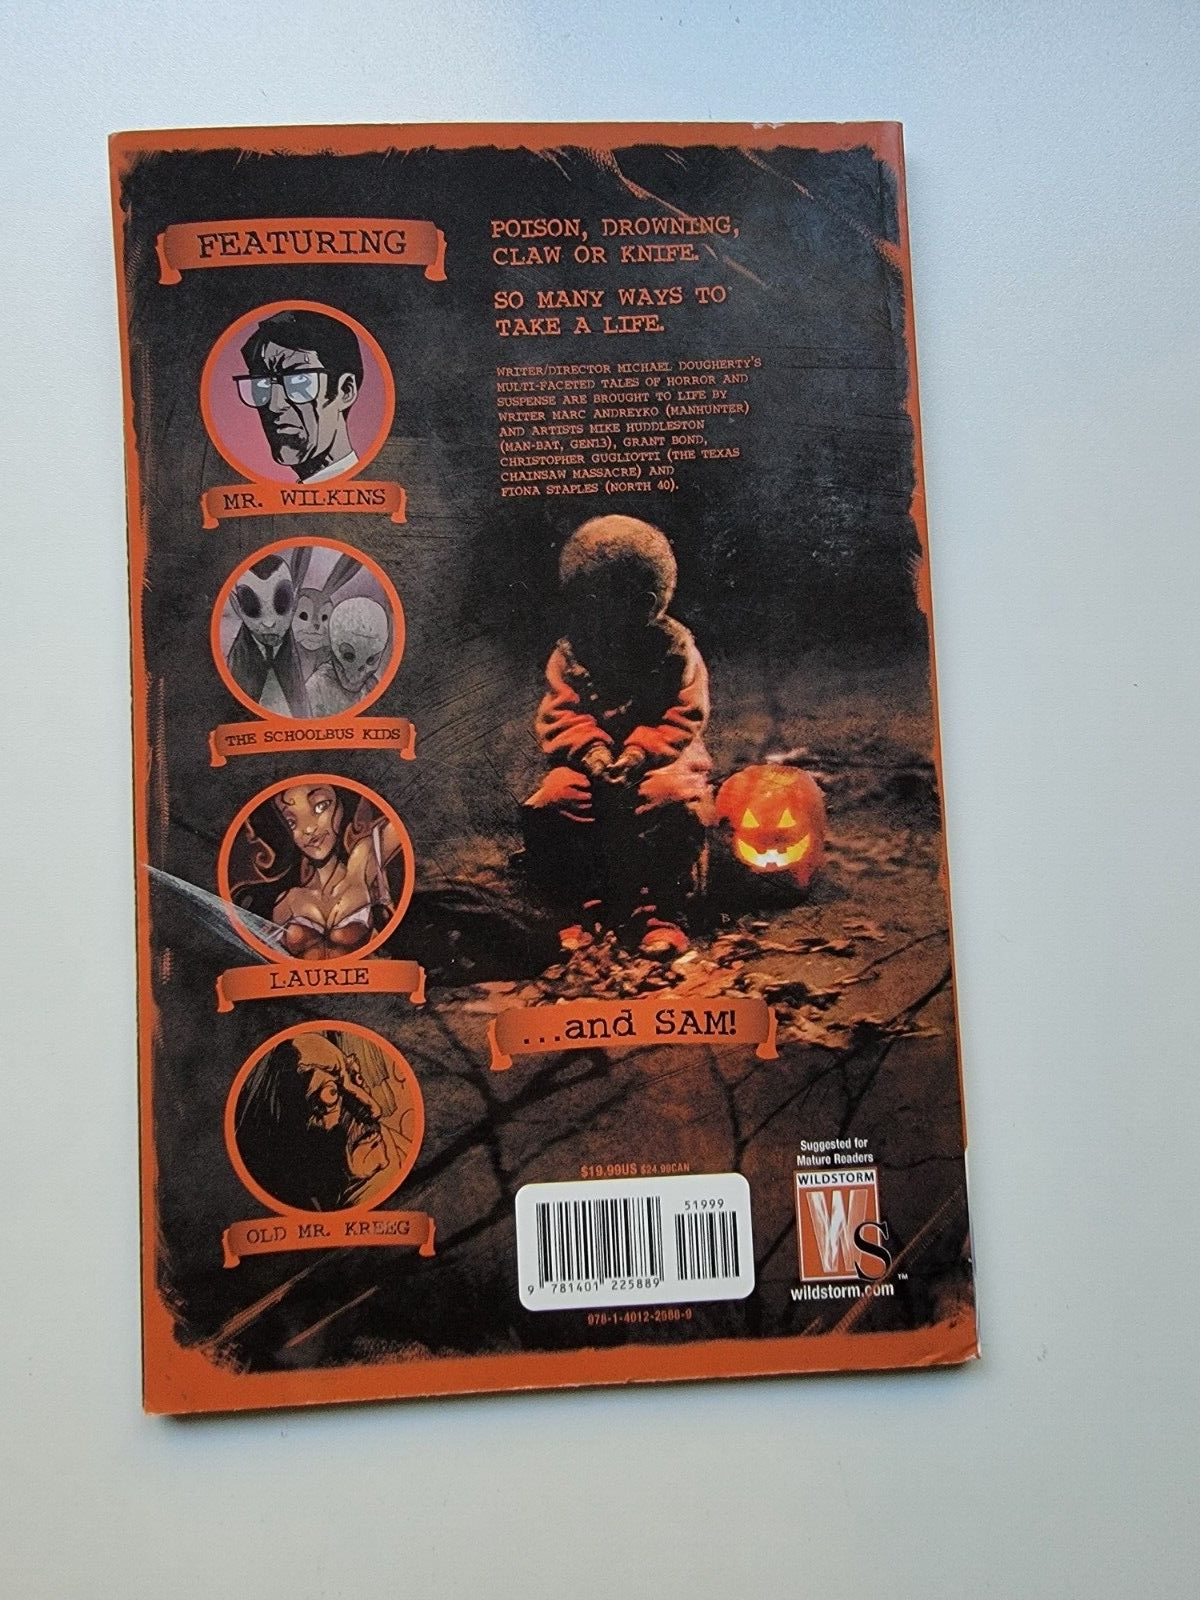 FEATURING
MR. WILKINS
THE SCHOOLBUS KIDS
LAURIE
OLD MR. KREEG
POISON, DROWNING,
CLAW OR KNIFE.
SO MANY WAYS TO
TAKE A LIFE.
WRITER/DIRECTOR MICHAEL DOUGHERTY'S
MULTI-FACETED TALES OF HORROR AND
SUSPENSE ARE BROUGHT TO LIFE BY
WRITER MARC ANDREYKO (MANHUNTER)
AND ARTISTS MIKE HUDDLESTON
(MAN-BAT, GEN13), GRANT BOND,
CHRISTOPHER GUGLIOTTI (THE TEXAS
CHAINSAW MASSACRE) AND
FIONA STAPLES (NORTH 40).
...and SAM!
$19.99US $24.99CAN
51999
9 781401 225889
978-1-4012-2588-9
Suggested for
Mature Readers
WILDSTORM
WS
TM
wildstorm.com